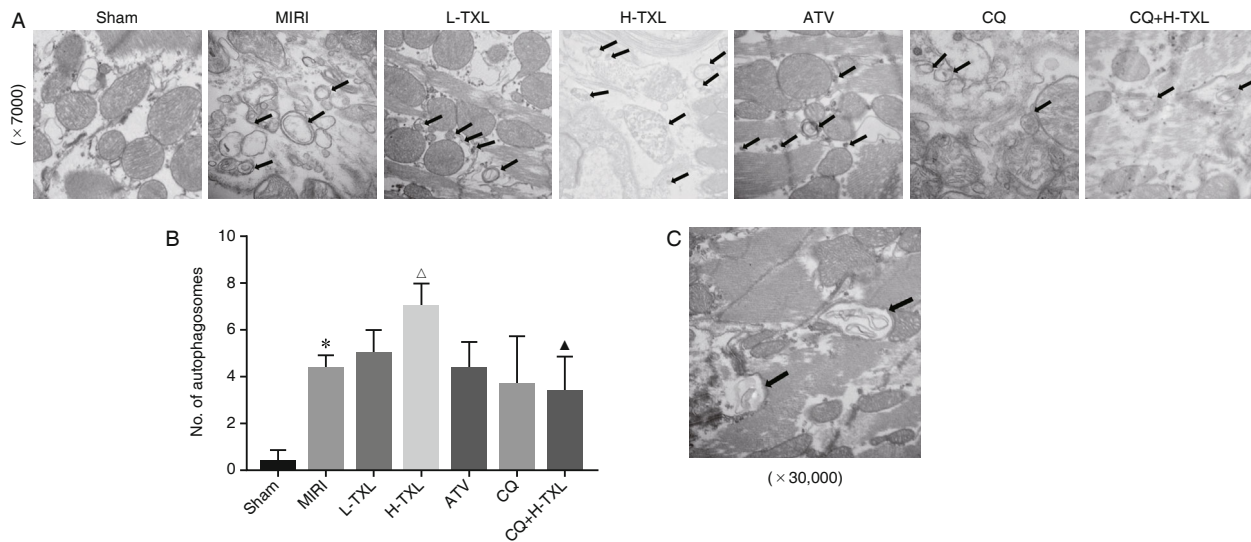 A
Sham
MIRI
L-TXL
H-TXL
ATV
CQ
CQ+H-TXL
(×7000)
B
No. of autophagosomes
10
8
6
4
2
0
*
△
▲
Sham
MIRI
L-TXL
H-TXL
ATV
CQ
CQ+H-TXL
C
(×30,000)